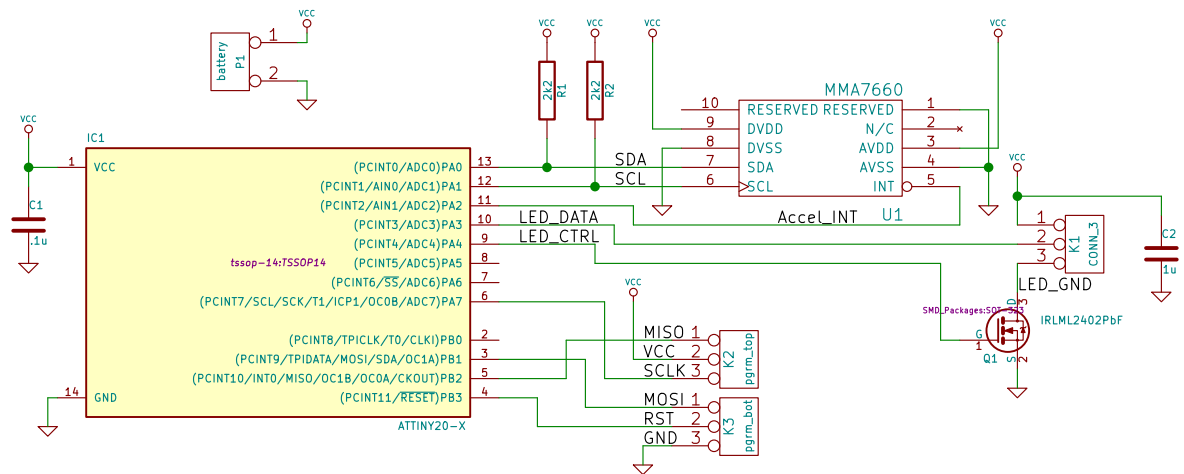 VCC
battery
P1
1
2
VCC
VCC
VCC
VCC
2k2
R1
2k2
R2
MMA7660
10 RESERVED RESERVED 1
9 DVDD N/C 2
8 DVSS AVDD 3
7 SDA AVSS 4
6 SCL INT 5
U1
SDA
SCL
Accel_INT
LED_DATA
LED_CTRL
VCC
C1
.1u
IC1
1 VCC
14 GND
(PCINT0/ADC0)PA0 13
(PCINT1/AIN0/ADC1)PA1 12
(PCINT2/AIN1/ADC2)PA2 11
(PCINT3/ADC3)PA3 10
(PCINT4/ADC4)PA4 9
(PCINT5/ADC5)PA5 8
(PCINT6/SS/ADC6)PA6 7
(PCINT7/SCL/SCK/T1/ICP1/OC0B/ADC7)PA7 6
(PCINT8/TPICLK/T0/CLKI)PB0 2
(PCINT9/TPIDATA/MOSI/SDA/OC1A)PB1 3
(PCINT10/INT0/MISO/OC1B/OC0A/CKOUT)PB2 5
(PCINT11/RESET)PB3 4
tssop-14:TSSOP14
ATTINY20-X
VCC
MISO 1
VCC 2
SCLK 3
K2
pgrm_top
MOSI 1
RST 2
GND 3
K3
pgrm_bot
VCC
1
2
3
K1
CONN_3
LED_GND
C2
1u
SMD_Packages:SOT-323
D
3
G
1
S
2
Q1
IRLML2402PbF